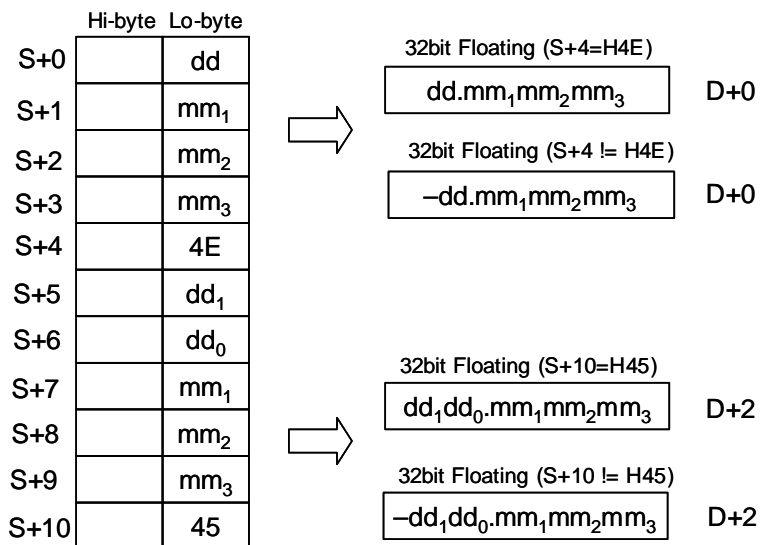 Hi-byte Lo-byte
S+0 dd
S+1 mm₁
S+2 mm₂
S+3 mm₃
S+4 4E
S+5 dd₁
S+6 dd₀
S+7 mm₁
S+8 mm₂
S+9 mm₃
S+10 45
32bit Floating (S+4=H4E)
dd.mm₁mm₂mm₃ D+0
32bit Floating (S+4 != H4E)
–dd.mm₁mm₂mm₃ D+0
32bit Floating (S+10=H45)
dd₁dd₀.mm₁mm₂mm₃ D+2
32bit Floating (S+10 != H45)
–dd₁dd₀.mm₁mm₂mm₃ D+2